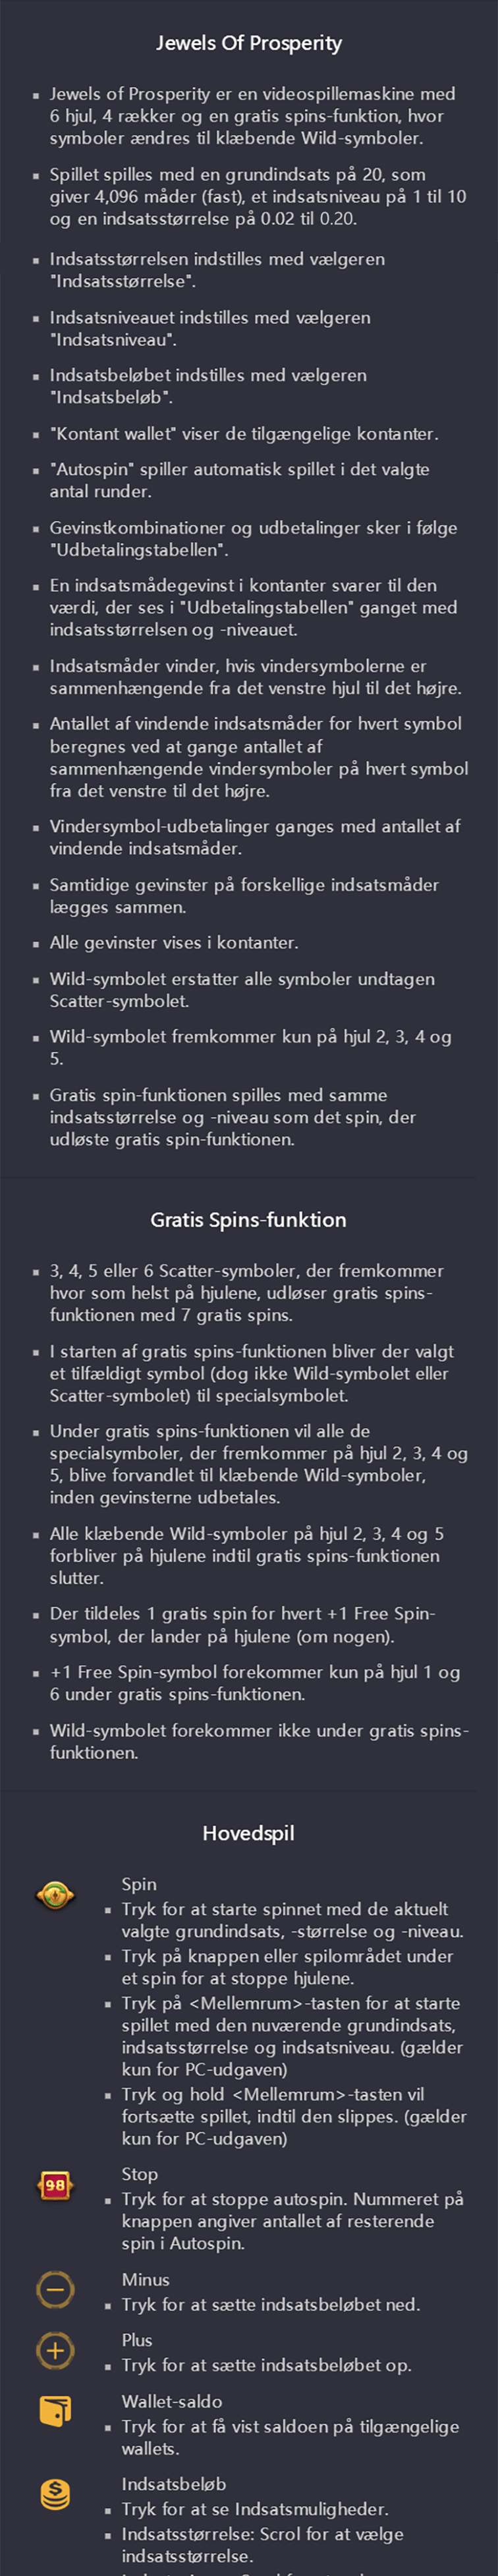 Jewels Of Prosperity
Jewels of Prosperity er en videospillemaskine med
6 hjul, 4 rækker og en gratis spins-funktion, hvor
symboler ændres til klæbende Wild-symboler.
Spillet spilles med en grundindsats på 20, som
giver 4,096 måder (fast), et indsatsniveau på 1 til 10
og en indsatsstørrelse på 0.02 til 0.20.
Indsatsstørrelsen indstilles med vælgeren
"Indsatsstørrelse".
Indsatsniveauet indstilles med vælgeren
"Indsatsniveau".
Indsatsbeløbet indstilles med vælgeren
"Indsatsbeløb".
"Kontant wallet" viser de tilgængelige kontanter.
"Autospin" spiller automatisk spillet i det valgte
antal runder.
Gevinstkombinationer og udbetalinger sker i følge
"Udbetalingstabellen".
En indsatsmådegevinst i kontanter svarer til den
værdi, der ses i "Udbetalingstabellen" ganget med
indsatsstørrelsen og -niveauet.
Indsatsmåder vinder, hvis vindersymbolerne er
sammenhængende fra det venstre hjul til det højre.
Antallet af vindende indsatsmåder for hvert symbol
beregnes ved at gange antallet af
sammenhængende vindersymboler på hvert symbol
fra det venstre til det højre.
Vindersymbol-udbetalinger ganges med antallet af
vindende indsatsmåder.
Samtidige gevinster på forskellige indsatsmåder
lægges sammen.
Alle gevinster vises i kontanter.
Wild-symbolet erstatter alle symboler undtagen
Scatter-symbolet.
Wild-symbolet fremkommer kun på hjul 2, 3, 4 og
5.
Gratis spin-funktionen spilles med samme
indsatsstørrelse og -niveau som det spin, der
udløste gratis spin-funktionen.
Gratis Spins-funktion
3, 4, 5 eller 6 Scatter-symboler, der fremkommer
hvor som helst på hjulene, udløser gratis spins-
funktionen med 7 gratis spins.
I starten af gratis spins-funktionen bliver der valgt
et tilfældigt symbol (dog ikke Wild-symbolet eller
Scatter-symbolet) til specialsymbolet.
Under gratis spins-funktionen vil alle de
specialsymboler, der fremkommer på hjul 2, 3, 4 og
5, blive forvandlet til klæbende Wild-symboler,
inden gevinsterne udbetales.
Alle klæbende Wild-symboler på hjul 2, 3, 4 og 5
forbliver på hjulene indtil gratis spins-funktionen
slutter.
Der tildeles 1 gratis spin for hvert +1 Free Spin-
symbol, der lander på hjulene (om nogen).
+1 Free Spin-symbol forekommer kun på hjul 1 og
6 under gratis spins-funktionen.
Wild-symbolet forekommer ikke under gratis spins-
funktionen.
Hovedspil
Spin
Tryk for at starte spinnet med de aktuelt
valgte grundindsats, -størrelse og -niveau.
Tryk på knappen eller spilområdet under
et spin for at stoppe hjulene.
Tryk på <Mellemrum>-tasten for at starte
spillet med den nuværende grundindsats,
indsatsstørrelse og indsatsniveau. (gælder
kun for PC-udgaven)
Tryk og hold <Mellemrum>-tasten vil
fortsætte spillet, indtil den slippes. (gælder
kun for PC-udgaven)
98
Stop
Tryk for at stoppe autospin. Nummeret på
knappen angiver antallet af resterende
spin i Autospin.
Minus
Tryk for at sætte indsatsbeløbet ned.
Plus
Tryk for at sætte indsatsbeløbet op.
Wallet-saldo
Tryk for at få vist saldoen på tilgængelige
wallets.
Indsatsbeløb
Tryk for at se Indsatsmuligheder.
Indsatsstørrelse: Scrol for at vælge
indsatsstørrelse.